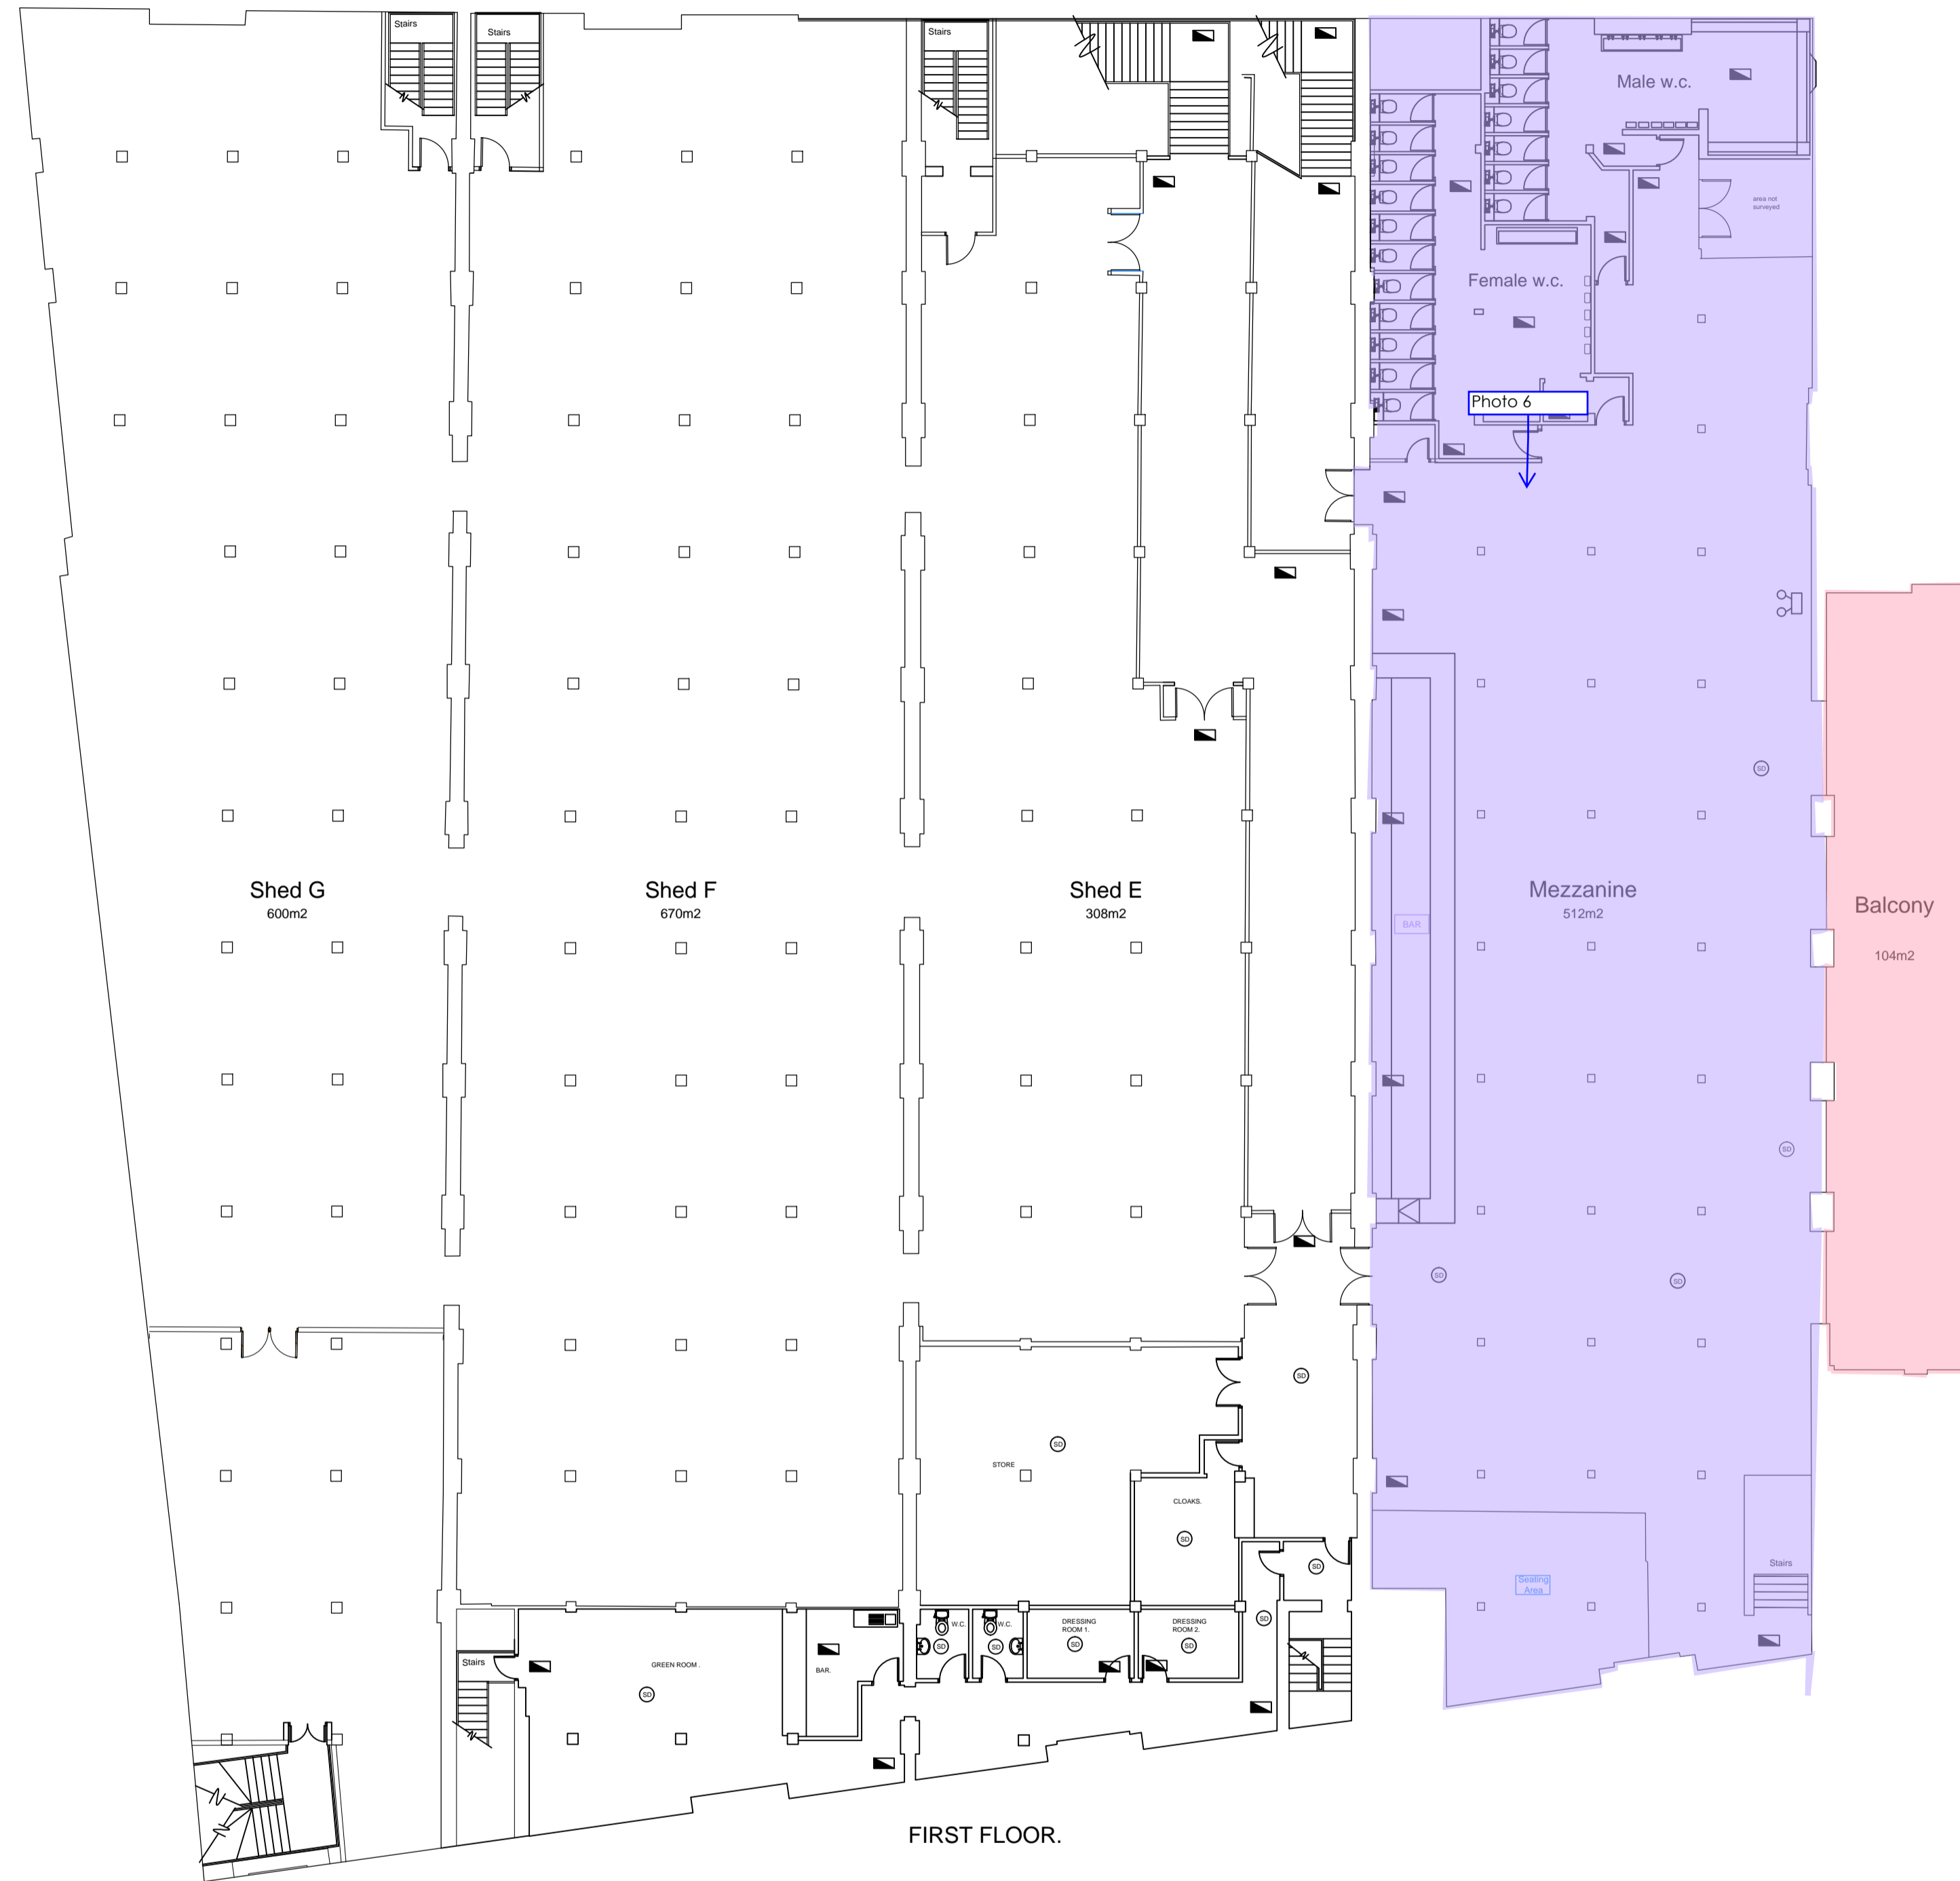 Stairs
Stairs
Stairs
Male w.c.
area not
surveyed
Female w.c.
Photo 6
SD
Shed G
600m2
Shed F
670m2
Shed E
308m2
Mezzanine
512m2
Balcony
104m2
BAR
SD
SD
SD
SD
SD
STORE
CLOAKS.
SD
SD
Stairs
Seating
Area
SD
W.C.
W.C.
DRESSING
ROOM 1.
DRESSING
ROOM 2.
SD
SD
SD
SD
Stairs
GREEN ROOM .
BAR.
SD
FIRST FLOOR.